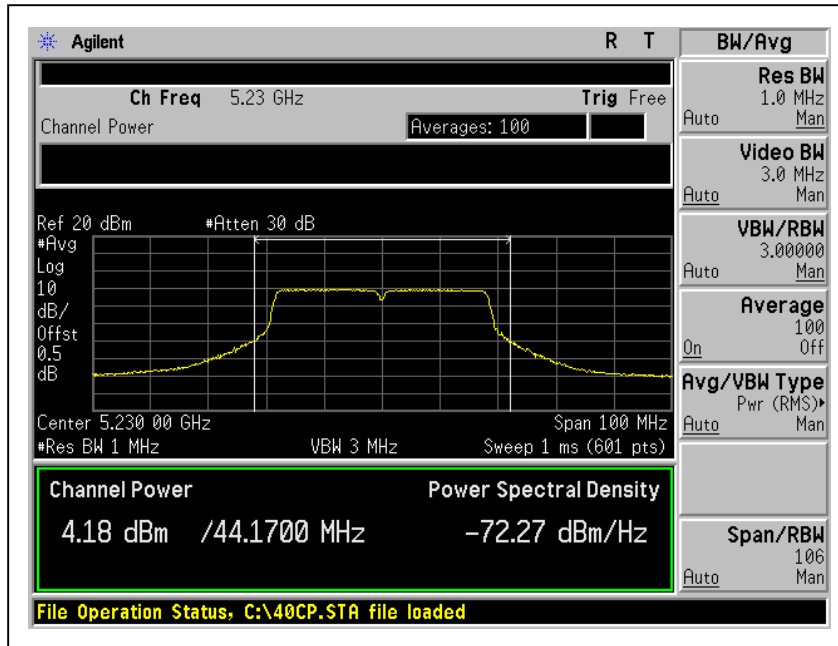 Agilent R T
BW/Avg
Ch Freq 5.23 GHz Trig Free
Channel Power Averages: 100
Ref 20 dBm #Atten 30 dB
#Avg
Log
10
dB/
Offst
0.5
dB
Center 5.230 00 GHz Span 100 MHz
#Res BW 1 MHz VBW 3 MHz Sweep 1 ms (601 pts)
Channel Power Power Spectral Density
4.18 dBm /44.1700 MHz -72.27 dBm/Hz
File Operation Status, C:\40CP.STA file loaded
Res BW
1.0 MHz
Auto Man
Video BW
3.0 MHz
Auto Man
VBW/RBW
3.00000
Auto Man
Average
100
On Off
Avg/VBW Type
Pwr (RMS)▸
Auto Man
Span/RBW
106
Auto Man